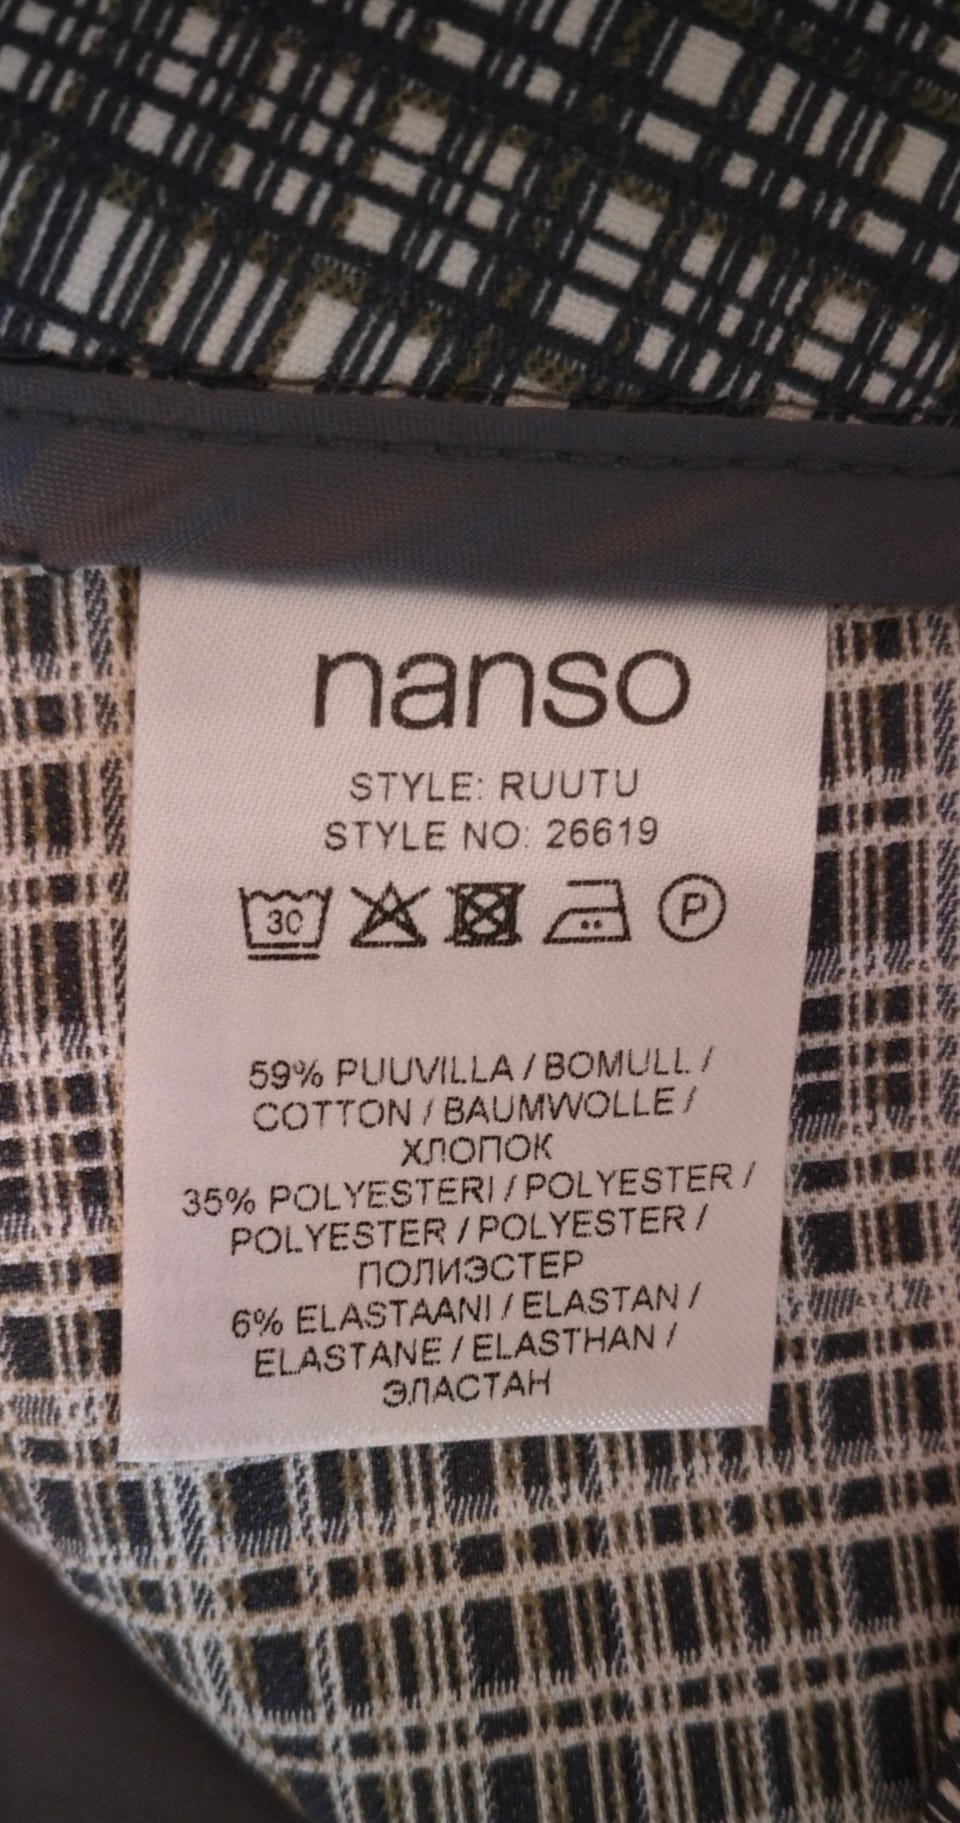 nanso
STYLE: RUUTU
STYLE NO: 26619
30 P
59% PUUVILLA / BOMULL /
COTTON / BAUMWOLLE /
ХЛОПОК
35% POLYESTERI / POLYESTER /
POLYESTER / POLYESTER /
ПОЛИЭСТЕР
6% ELASTAANI / ELASTAN /
ELASTANE / ELASTHAN /
ЭЛАСТАН